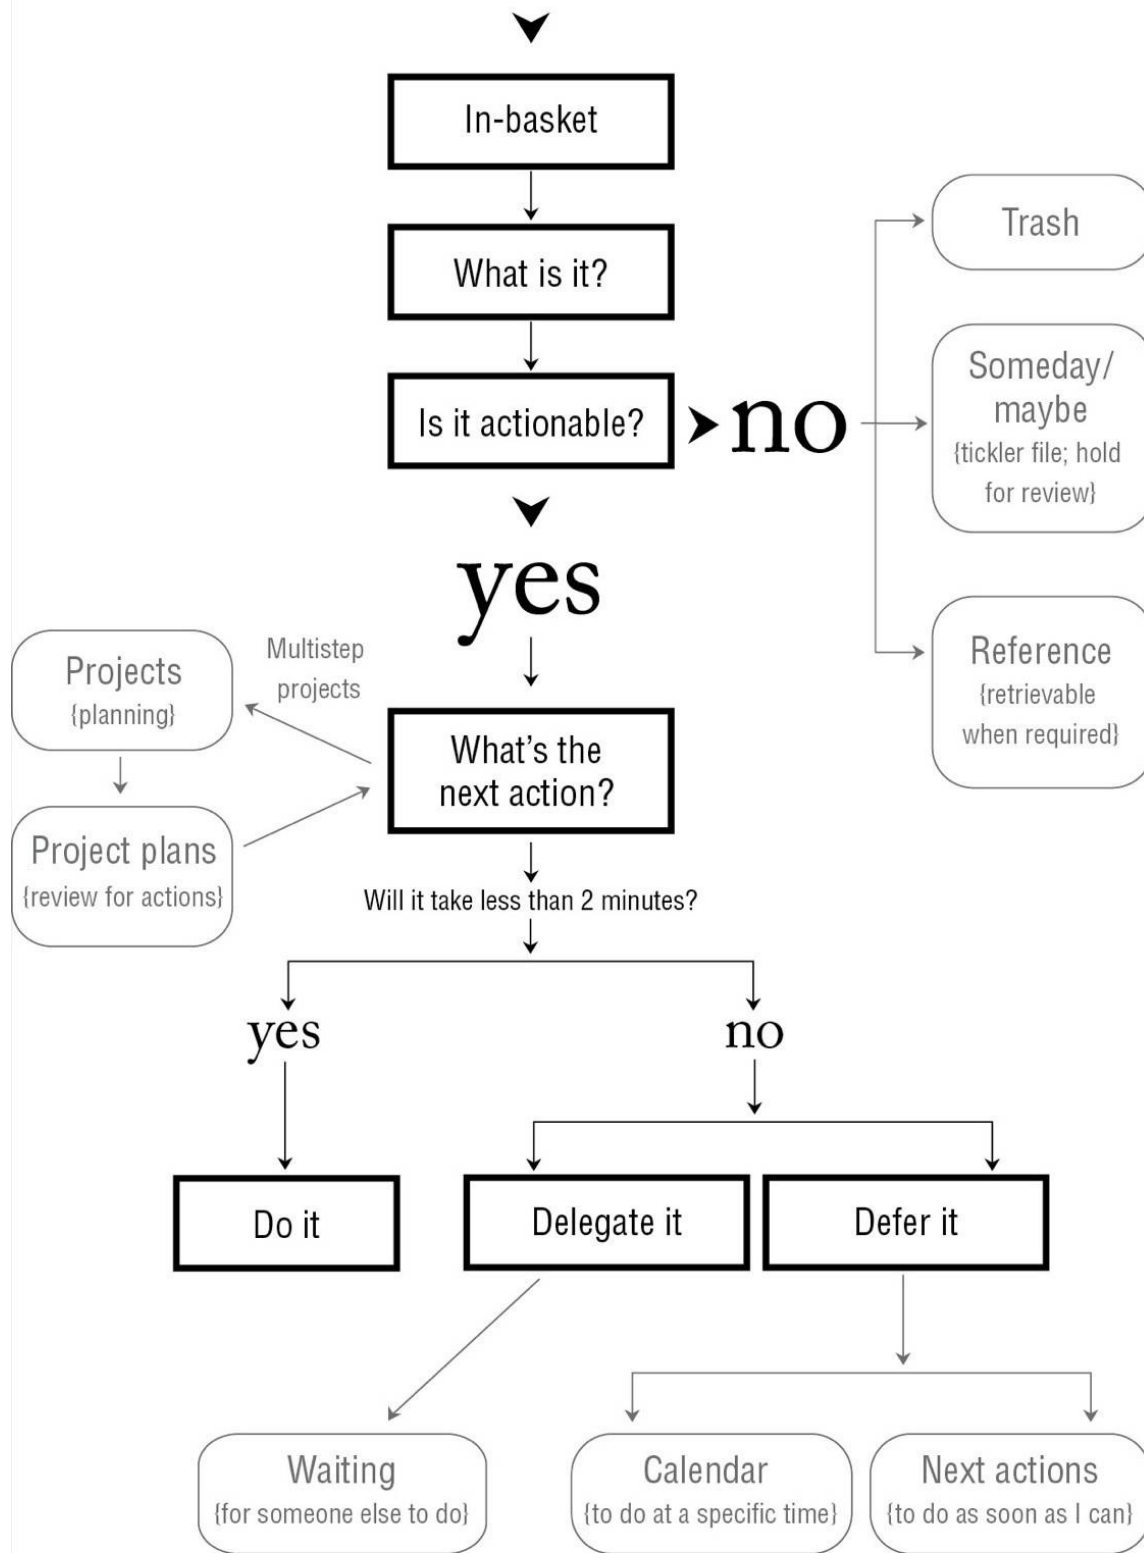 In-basket
What is it?
Is it actionable?
no
Trash
Someday/
maybe
{tickler file; hold
for review}
Reference
{retrievable
when required}
yes
Multistep
projects
Projects
{planning}
Project plans
{review for actions}
What’s the
next action?
Will it take less than 2 minutes?
yes
no
Do it
Delegate it
Defer it
Waiting
{for someone else to do}
Calendar
{to do at a specific time}
Next actions
{to do as soon as I can}